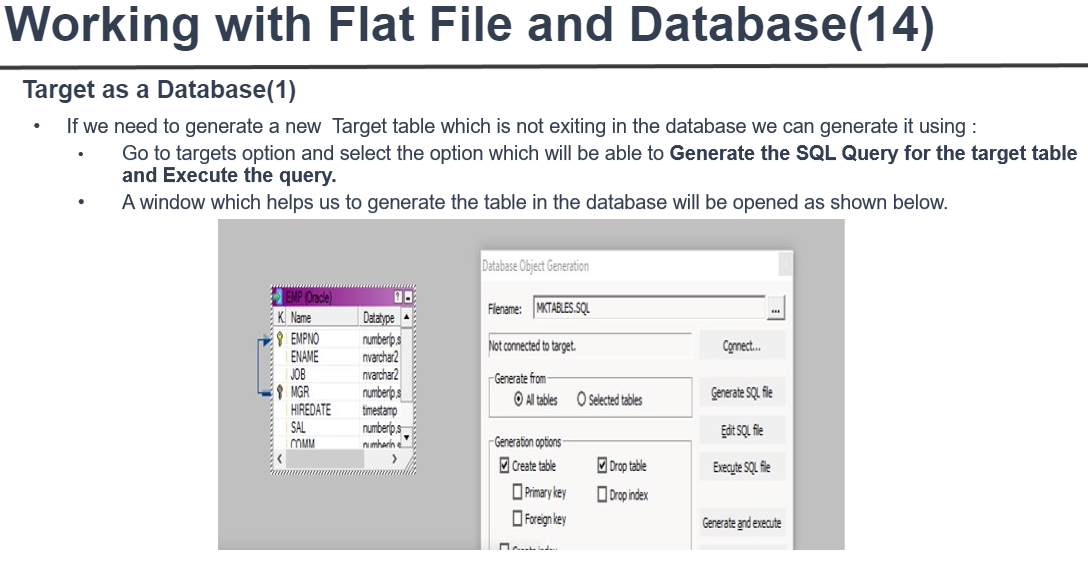 Working with Flat File and Database(14)
Target as a Database(1)
• If we need to generate a new  Target table which is not exiting in the database we can generate it using :
• Go to targets option and select the option which will be able to Generate the SQL Query for the target table
and Execute the query.
• A window which helps us to generate the table in the database will be opened as shown below.
EMP (Oracle)
K Name Datatype
EMPNO number(p,s
ENAME nvarchar2
JOB nvarchar2
MGR number(p,s
HIREDATE timestamp
SAL number(p,s
COMM number(p,s
Database Object Generation
Filename: MKTABLES.SQL ...
Not connected to target. Connect...
Generate from
All tables Selected tables
Generate SQL file
Edit SQL file
Generation options
Create table Drop table
Execute SQL file
Primary key Drop index
Foreign key
Generate and execute
Create index